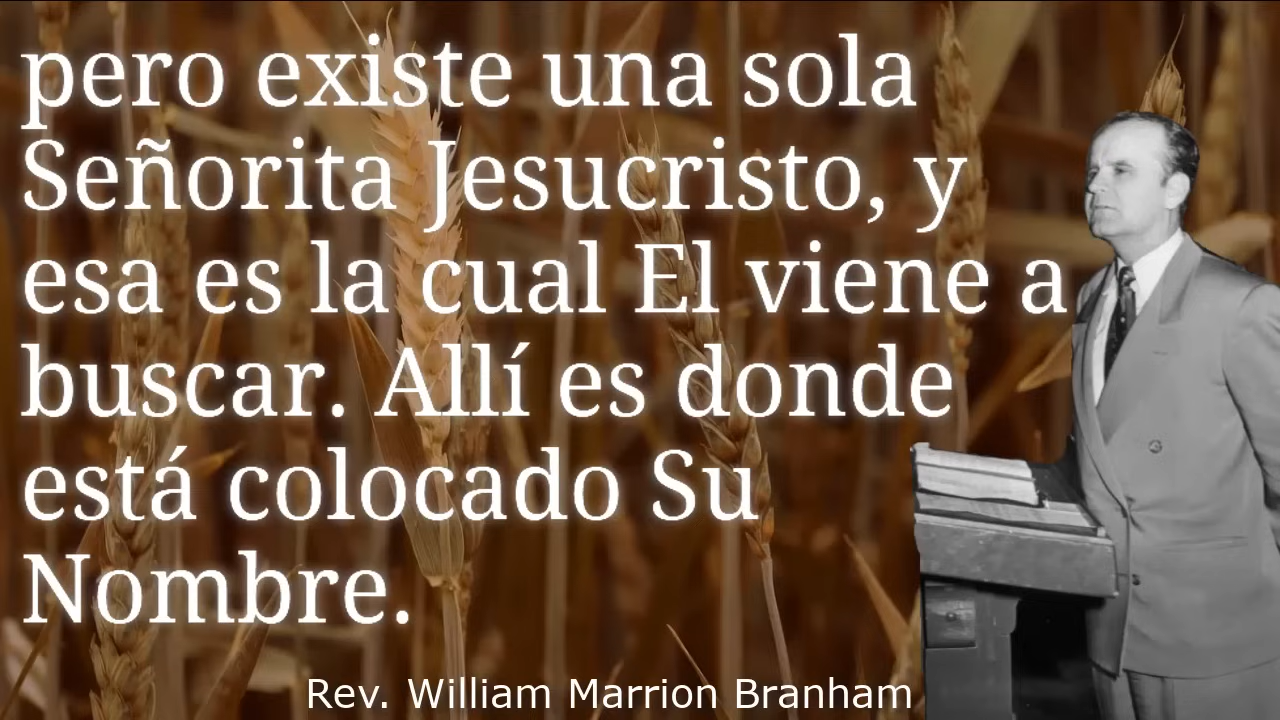 pero existe una sola
Señorita Jesucristo, y
esa es la cual El viene a
buscar. Allí es donde
está colocado Su
Nombre.
Rev. William Marrion Branham